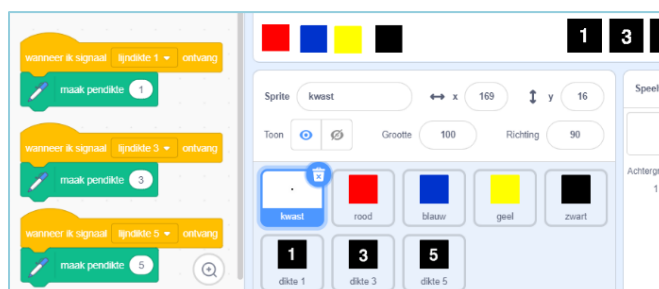 wanneer ik signaal lijndikte 1 ontvang
maak pendikte 1
wanneer ik signaal lijndikte 3 ontvang
maak pendikte 3
wanneer ik signaal lijndikte 5 ontvang
maak pendikte 5
1 3
Sprite kwast x 169 y 16
Toon Grootte 100 Richting 90
kwast rood blauw geel zwart
1 3 5
dikte 1 dikte 3 dikte 5
1